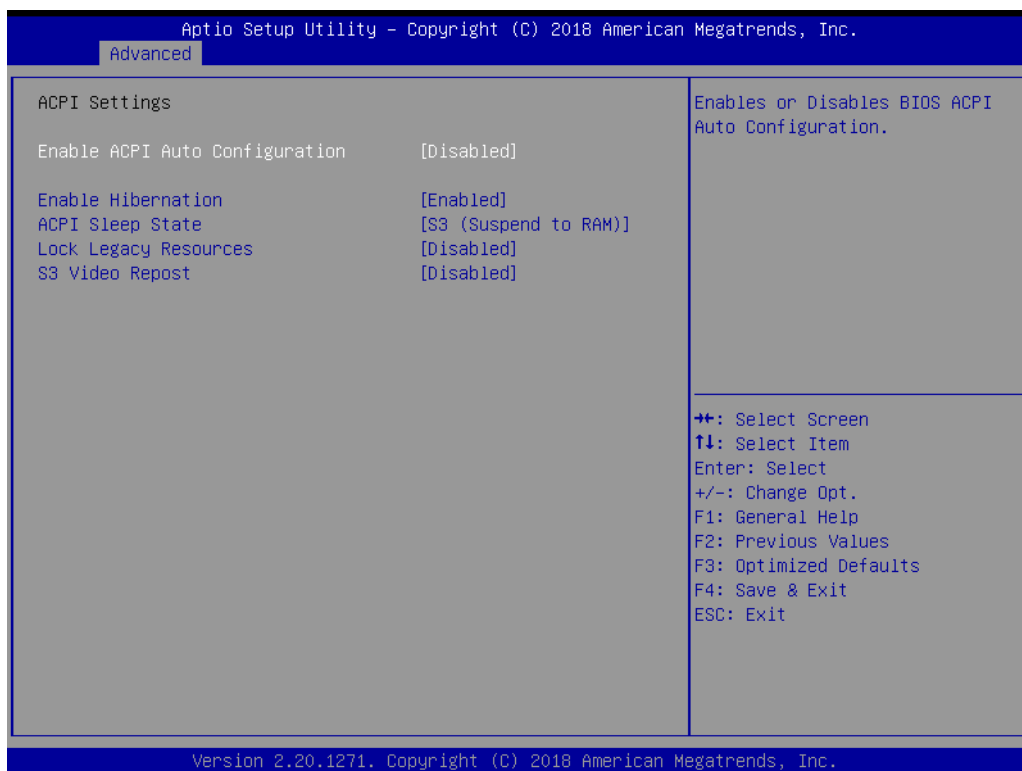 Aptio Setup Utility – Copyright (C) 2018 American Megatrends, Inc.
Advanced
ACPI Settings
Enable ACPI Auto Configuration [Disabled]
Enable Hibernation [Enabled]
ACPI Sleep State [S3 (Suspend to RAM)]
Lock Legacy Resources [Disabled]
S3 Video Repost [Disabled]
Enables or Disables BIOS ACPI
Auto Configuration.
→←: Select Screen
↑↓: Select Item
Enter: Select
+/-: Change Opt.
F1: General Help
F2: Previous Values
F3: Optimized Defaults
F4: Save & Exit
ESC: Exit
Version 2.20.1271. Copyright (C) 2018 American Megatrends, Inc.